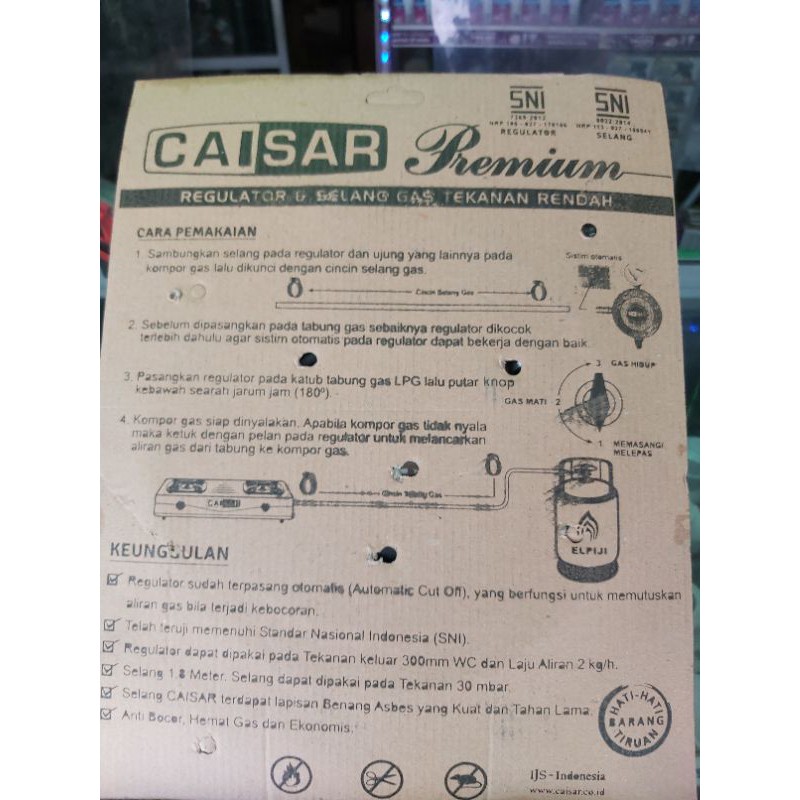 SNI
7369:2012
REGULATOR
SNI
SELANG
CAISAR Premium
REGULATOR & SELANG GAS TEKANAN RENDAH
CARA PEMAKAIAN
1. Sambungkan selang pada regulator dan ujung yang lainnya pada
kompor gas lalu dikunci dengan cincin selang gas.
Sistim otomatis
Cincin Selang Gas
2. Sebelum dipasangkan pada tabung gas sebaiknya regulator dikocok
terlebih dahulu agar sistim otomatis pada regulator dapat bekerja dengan baik
3. Pasangkan regulator pada katub tabung gas LPG lalu putar knop
kebawah searah jarum jam (180º).
3 GAS HIDUP
GAS MATI 2
1 MEMASANG/
MELEPAS
4. Kompor gas siap dinyalakan. Apabila kompor gas tidak nyala
maka ketuk dengan pelan pada regulator untuk melancarkan
aliran gas dari tabung ke kompor gas.
Cincin Selang Gas
CAISAR
ELPIJI
KEUNGGULAN
Regulator sudah terpasang otomatis (Automatic Cut Off), yang berfungsi untuk memutuskan
aliran gas bila terjadi kebocoran.
Telah teruji memenuhi Standar Nasional Indonesia (SNI).
Regulator dapat dipakai pada Tekanan keluar 300mm WC dan Laju Aliran 2 kg/h.
Selang 1.8 Meter. Selang dapat dipakai pada Tekanan 30 mbar.
Selang CAISAR terdapat lapisan Benang Asbes yang Kuat dan Tahan Lama.
Anti Bocor, Hemat Gas dan Ekonomis.
HATI-HATI
BARANG
TIRUAN
IJS - Indonesia
www.caisar.co.id